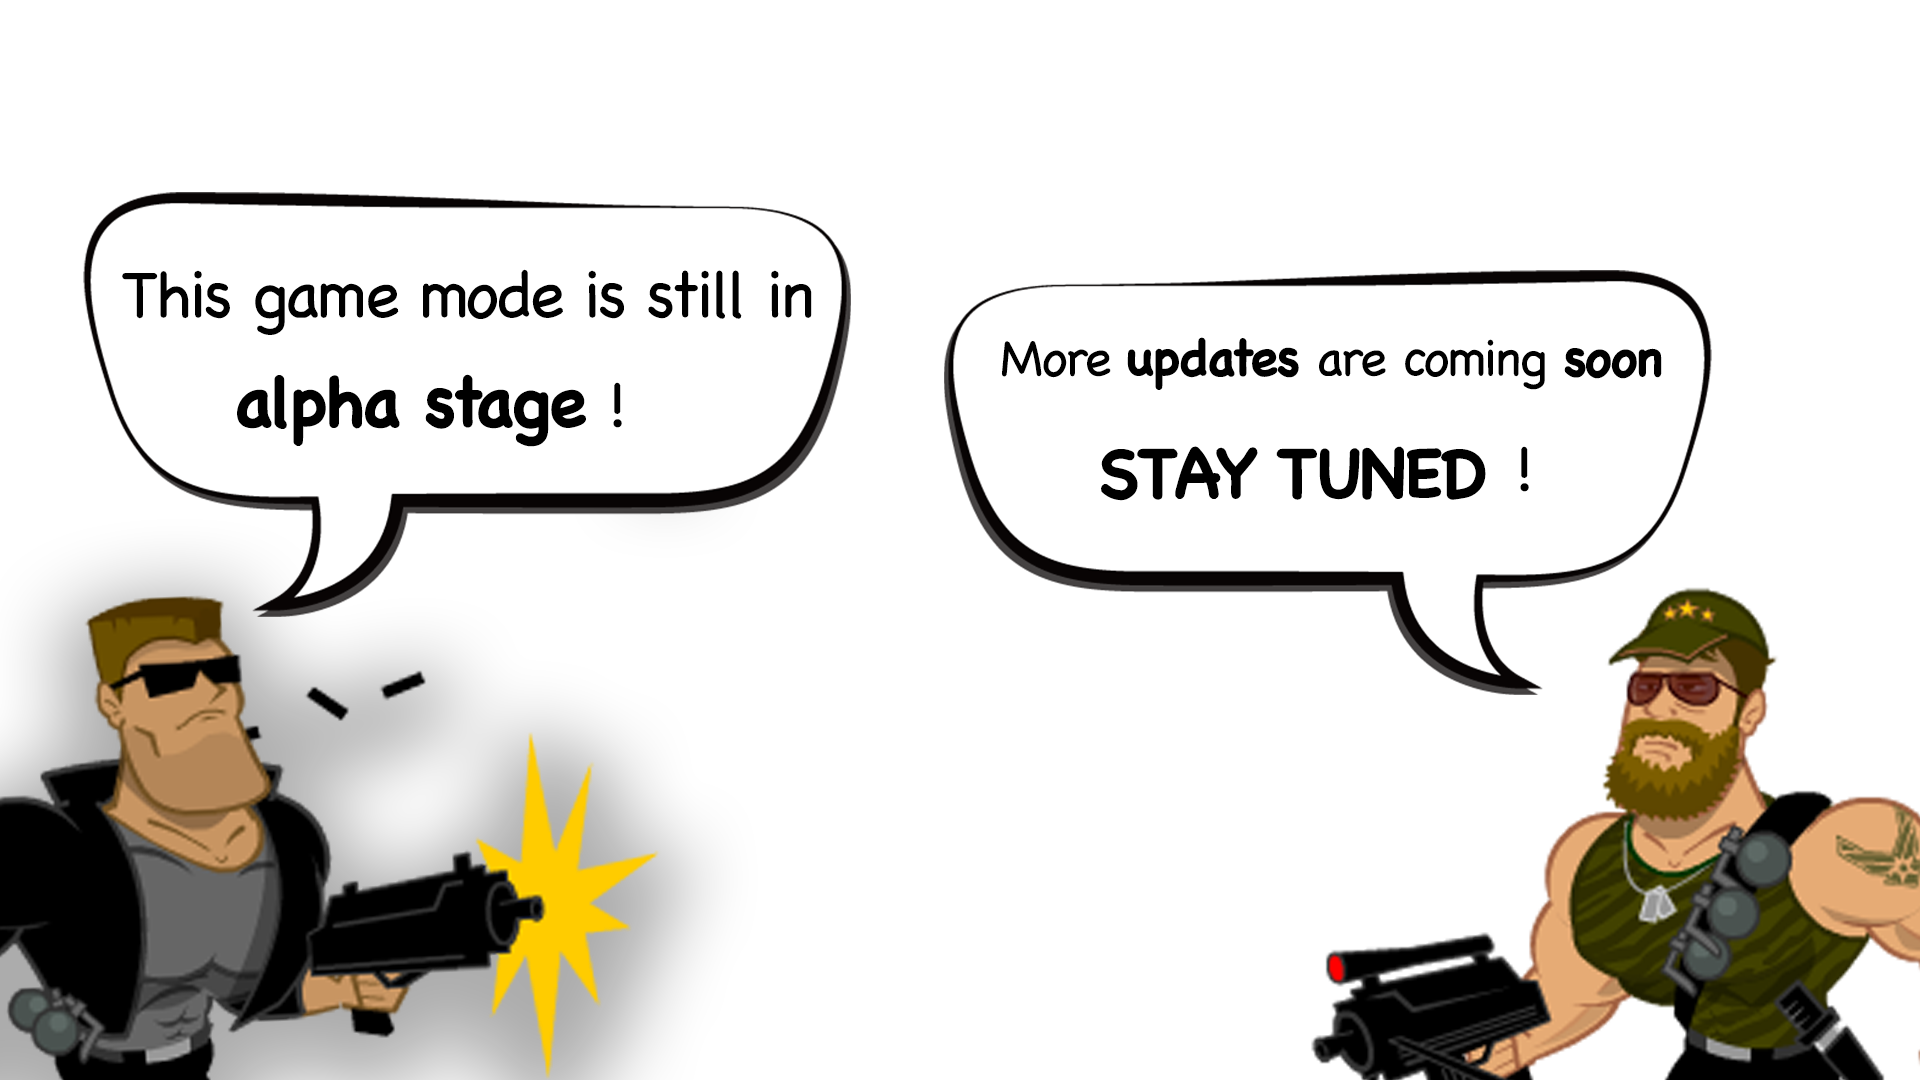 This game mode is still in
alpha stage !
More updates are coming soon
STAY TUNED !